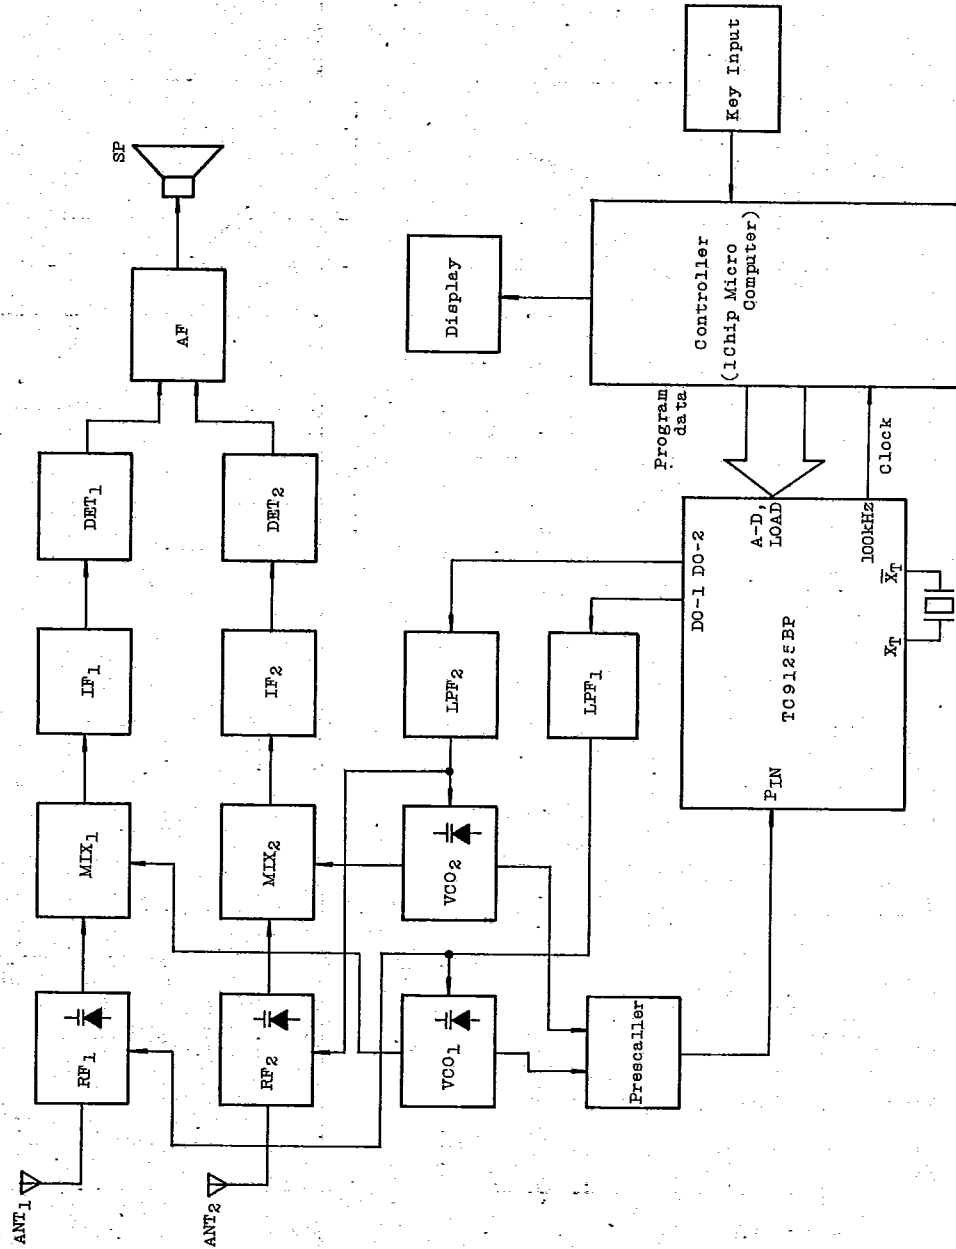 ANT1
RF1
MIX1
IF1
DET1
AF
SP
ANT2
RF2
MIX2
IF2
DET2
VCO1
VCO2
LPF2
LPF1
Display
Prescaller
PIN
TC9125BP
DO-1 DO-2
A-D,
LOAD
100kHz
XT
X̅T
Program
data
Clock
Controller
(1Chip Micro
Computer)
Key Input